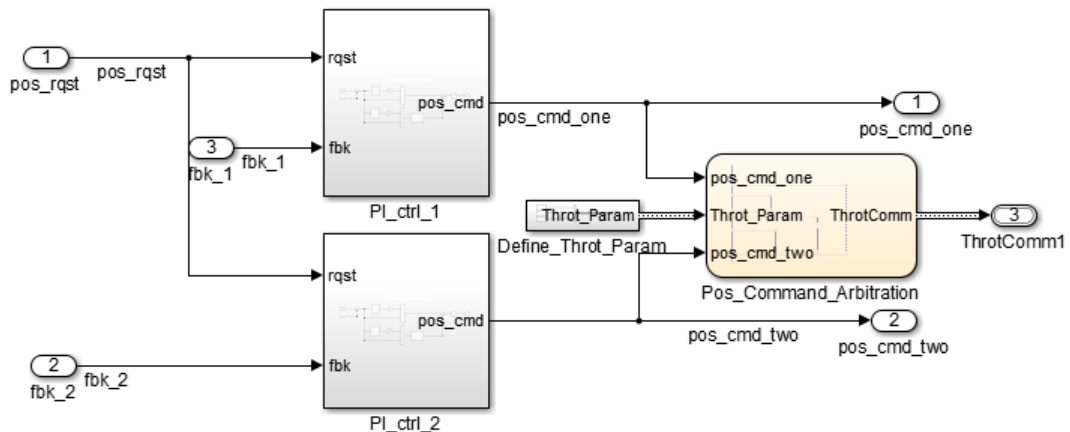 1
pos_rqst
pos_rqst
rqst
pos_cmd
fbk
PI_ctrl_1
3
fbk_1
fbk_1
pos_cmd_one
1
pos_cmd_one
Throt_Param
Define_Throt_Param
pos_cmd_one
Throt_Param
ThrotComm
pos_cmd_two
Pos_Command_Arbitration
3
ThrotComm1
rqst
pos_cmd
fbk
PI_ctrl_2
2
fbk_2
fbk_2
pos_cmd_two
2
pos_cmd_two